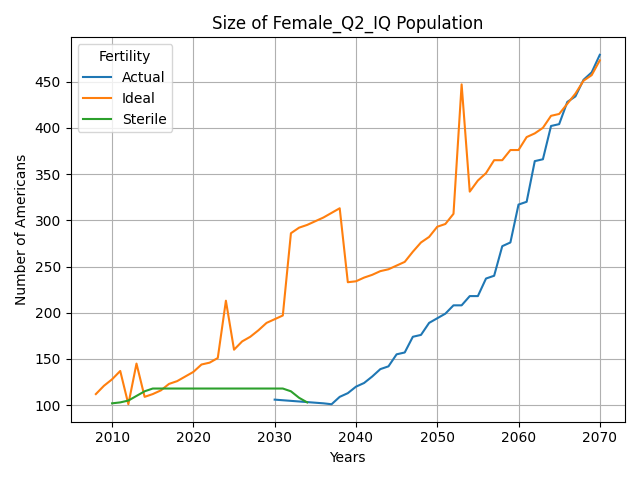 Size of Female_Q2_IQ Population
Fertility
Actual
Ideal
Sterile
Number of Americans
450
400
350
300
250
200
150
100
2010 2020 2030 2040 2050 2060 2070
Years